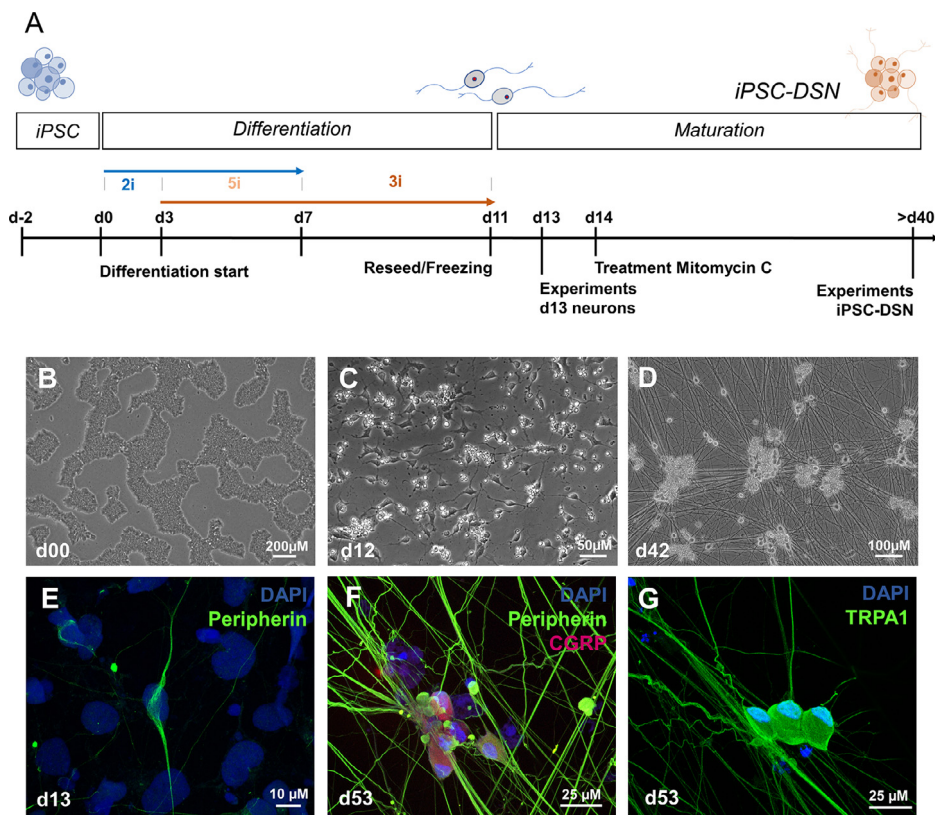 A
iPSC-DSN
iPSC
Differentiation
Maturation
2i
5i
3i
d-2
d0
d3
d7
d11
d13
d14
>d40
Differentiation start
Reseed/Freezing
Treatment Mitomycin C
Experiments
d13 neurons
Experiments
iPSC-DSN
B
d00
200µM
C
d12
50µM
D
d42
100µM
E
DAPI
Peripherin
d13
10 µM
F
DAPI
Peripherin
CGRP
d53
25 µM
G
DAPI
TRPA1
d53
25 µM